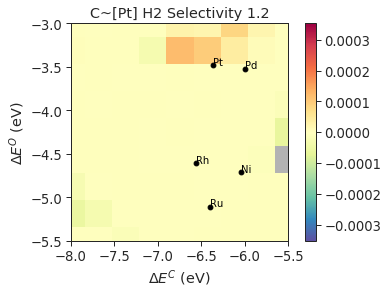 C~[Pt] H2 Selectivity 1.2
−3.0
−3.5
−4.0
−4.5
−5.0
−5.5
ΔE^O (eV)
Pt
Pd
Rh
Ni
Ru
−8.0 −7.5 −7.0 −6.5 −6.0 −5.5
ΔE^C (eV)
0.0003
0.0002
0.0001
0.0000
−0.0001
−0.0002
−0.0003